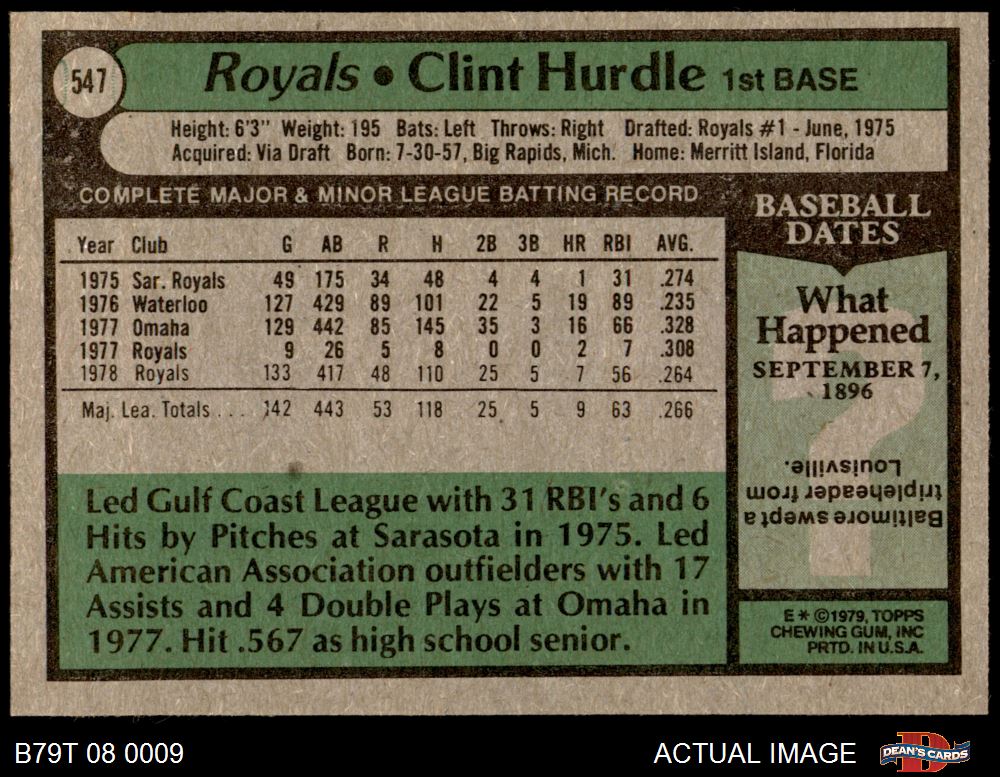 547
Royals • Clint Hurdle 1st BASE
Height: 6'3" Weight: 195 Bats: Left Throws: Right Drafted: Royals #1 - June, 1975
Acquired: Via Draft Born: 7-30-57, Big Rapids, Mich. Home: Merritt Island, Florida
COMPLETE MAJOR & MINOR LEAGUE BATTING RECORD
Year Club G AB R H 2B 3B HR RBI AVG.
1975 Sar. Royals 49 175 34 48 4 4 1 31 .274
1976 Waterloo 127 429 89 101 22 5 19 89 .235
1977 Omaha 129 442 85 145 35 3 16 66 .328
1977 Royals 9 26 5 8 0 0 2 7 .308
1978 Royals 133 417 48 110 25 5 7 56 .264
Maj. Lea. Totals . . . 142 443 53 118 25 5 9 63 .266
Led Gulf Coast League with 31 RBI's and 6
Hits by Pitches at Sarasota in 1975. Led
American Association outfielders with 17
Assists and 4 Double Plays at Omaha in
1977. Hit .567 as high school senior.
BASEBALL
DATES
What
Happened
SEPTEMBER 7,
1896
?
Baltimore swept a
tripleheader from
Louisville.
E * ©1979, TOPPS
CHEWING GUM, INC
PRTD. IN U.S.A.
B79T 08 0009
ACTUAL IMAGE
D
DEAN'S CARDS